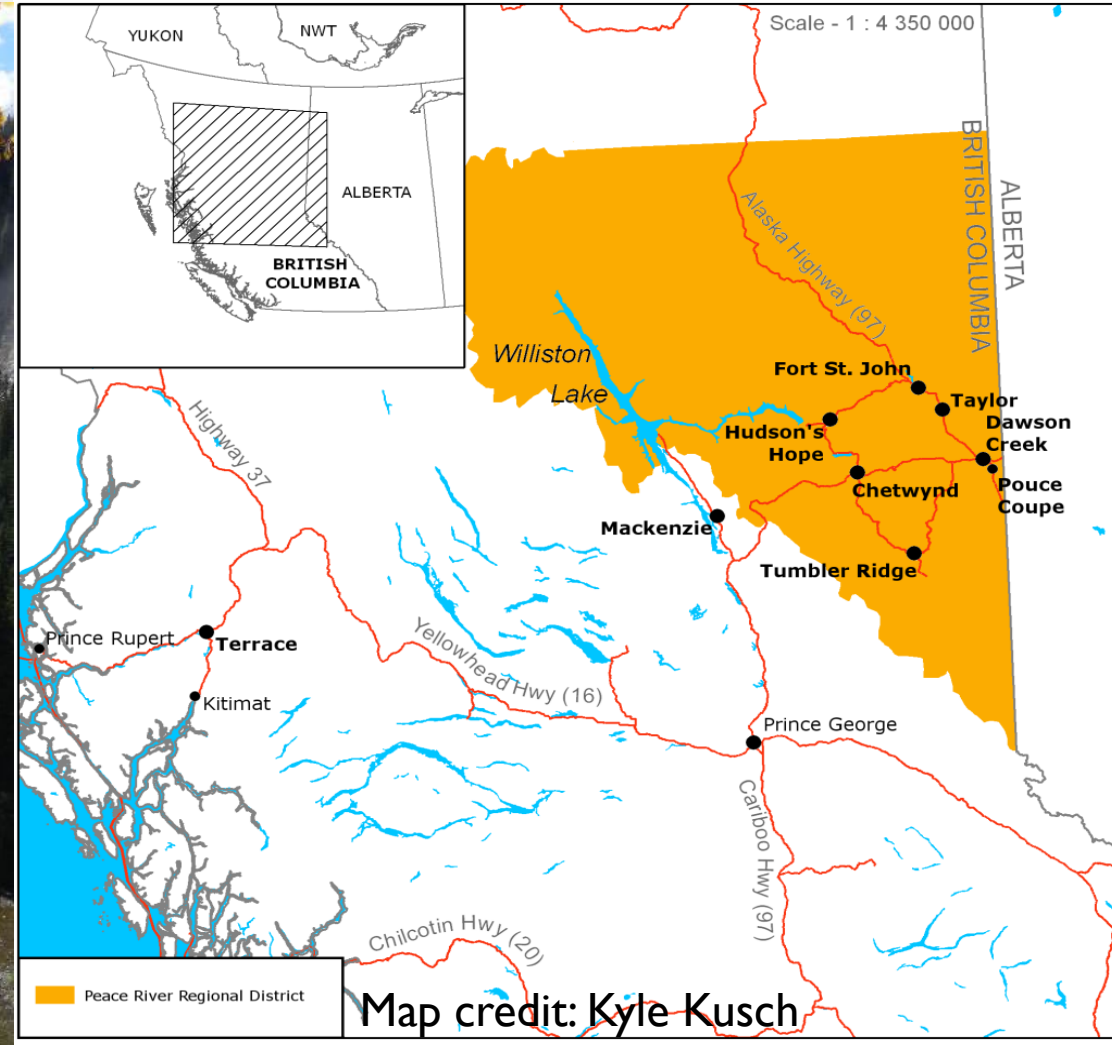 YUKON
NWT
ALBERTA
BRITISH
COLUMBIA
Scale - 1 : 4 350 000
BRITISH COLUMBIA
ALBERTA
Alaska Highway (97)
Williston
Lake
Fort St. John
Taylor
Dawson
Creek
Hudson's
Hope
Pouce
Coupe
Chetwynd
Mackenzie
Tumbler Ridge
Highway 37
Prince Rupert
Terrace
Kitimat
Yellowhead Hwy (16)
Prince George
Cariboo Hwy (97)
Chilcotin Hwy (20)
Peace River Regional District
Map credit: Kyle Kusch